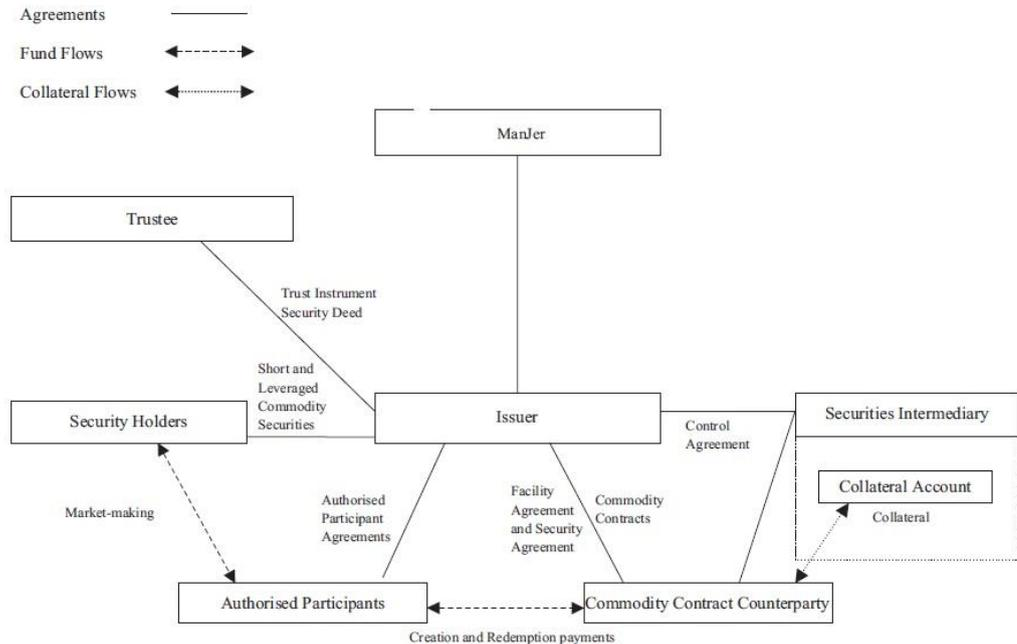 Agreements
Fund Flows
Collateral Flows
ManJer
Trustee
Trust Instrument
Security Deed
Short and
Leveraged
Commodity
Securities
Security Holders
Issuer
Securities Intermediary
Control
Agreement
Collateral Account
Collateral
Market-making
Authorised
Participant
Agreements
Facility
Agreement
and Security
Agreement
Commodity
Contracts
Authorised Participants
Commodity Contract Counterparty
Creation and Redemption payments